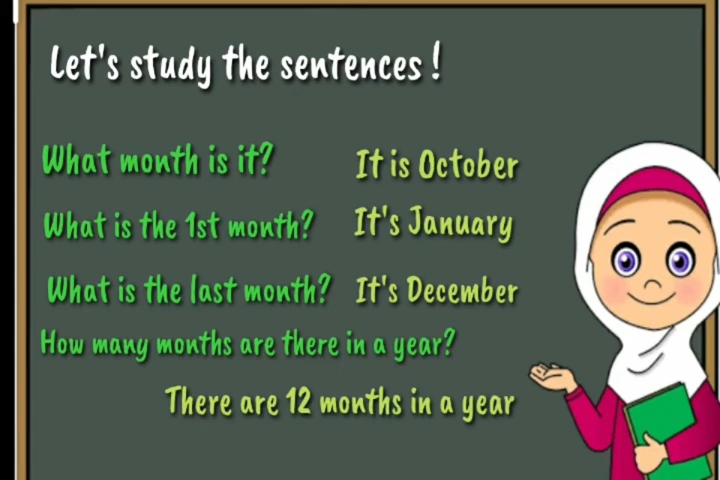 Let's study the sentences !
What month is it? It is October
What is the 1st month? It's January
What is the last month? It's December
How many months are there in a year?
There are 12 months in a year